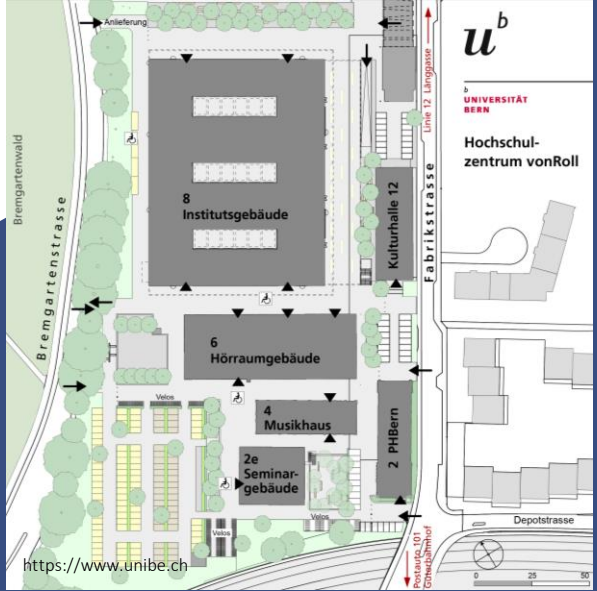 Anlieferung
u^b
b
UNIVERSITÄT
BERN
Hochschul-
zentrum vonRoll
Linie 12 Länggasse
Bremgartenwald
Bremgartenstrasse
8
Institutsgebäude
Kulturhalle 12
Fabrikstrasse
6
Hörraumgebäude
Velos
4
Musikhaus
2 PHBern
2e
Seminar-
gebäude
Velos
Velos
Depotstrasse
Postauto 101
Güterbahnhof
https://www.unibe.ch
0 25 50